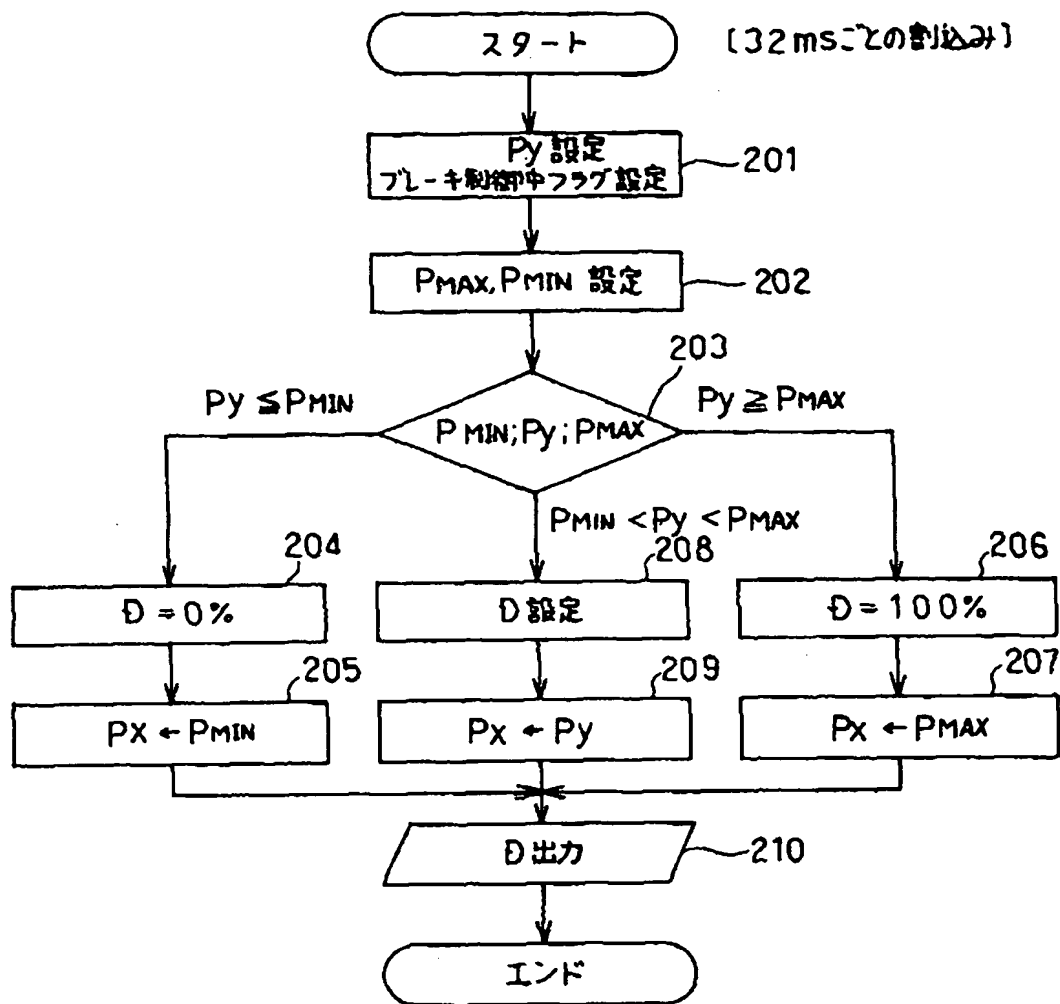 スタート
[32msごとの割込み]
Py 設定
ブレーキ制御中フラグ設定
201
PMAX, PMIN 設定
202
203
Py ≦ PMIN
PMIN;Py;PMAX
Py ≧ PMAX
PMIN < Py < PMAX
204
208
206
D = 0%
D 設定
D = 100%
205
209
207
Px ← PMIN
Px ← Py
Px ← PMAX
D 出力
210
エンド